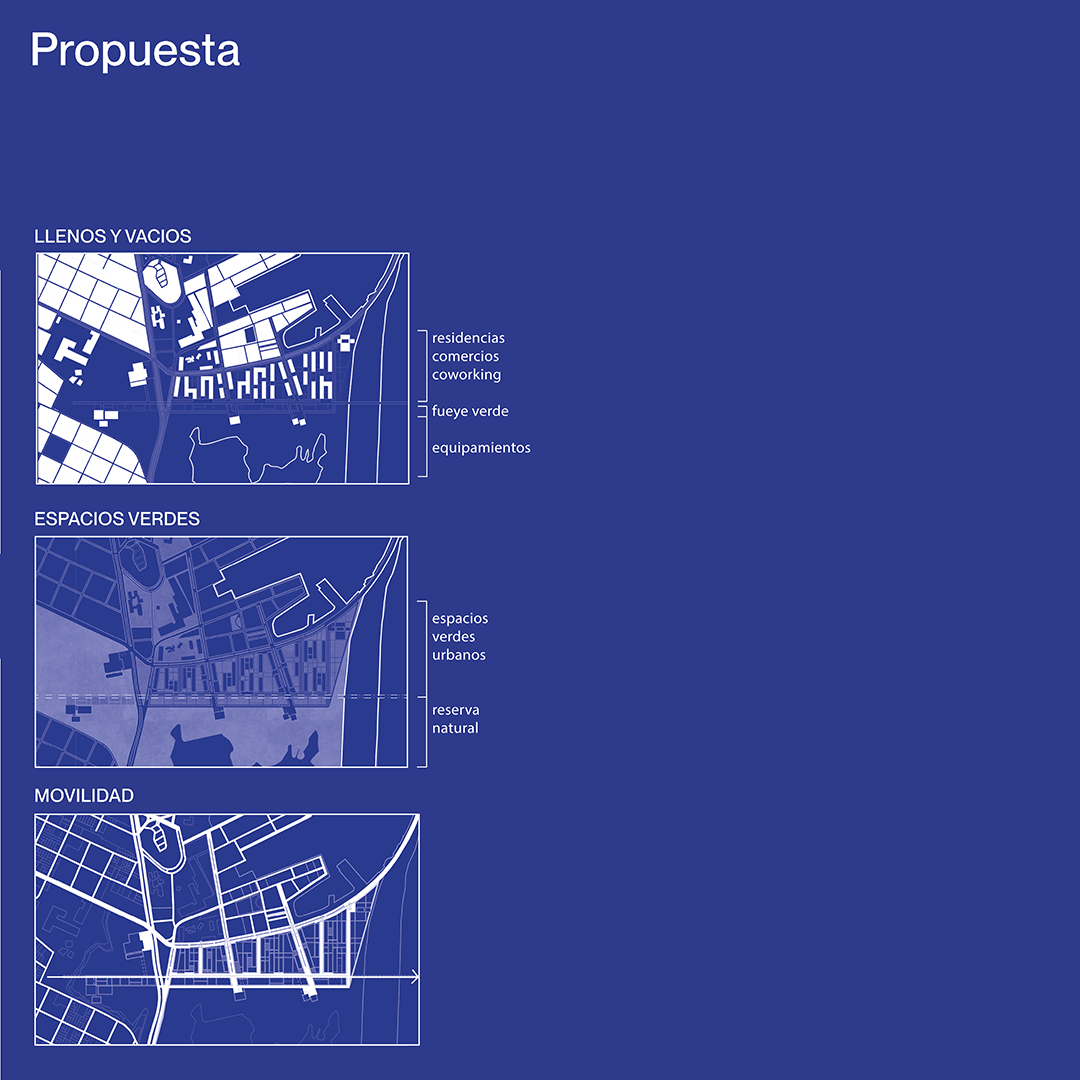 Propuesta
LLENOS Y VACIOS
residencias
comercios
coworking
fueye verde
equipamientos
ESPACIOS VERDES
espacios
verdes
urbanos
reserva
natural
MOVILIDAD